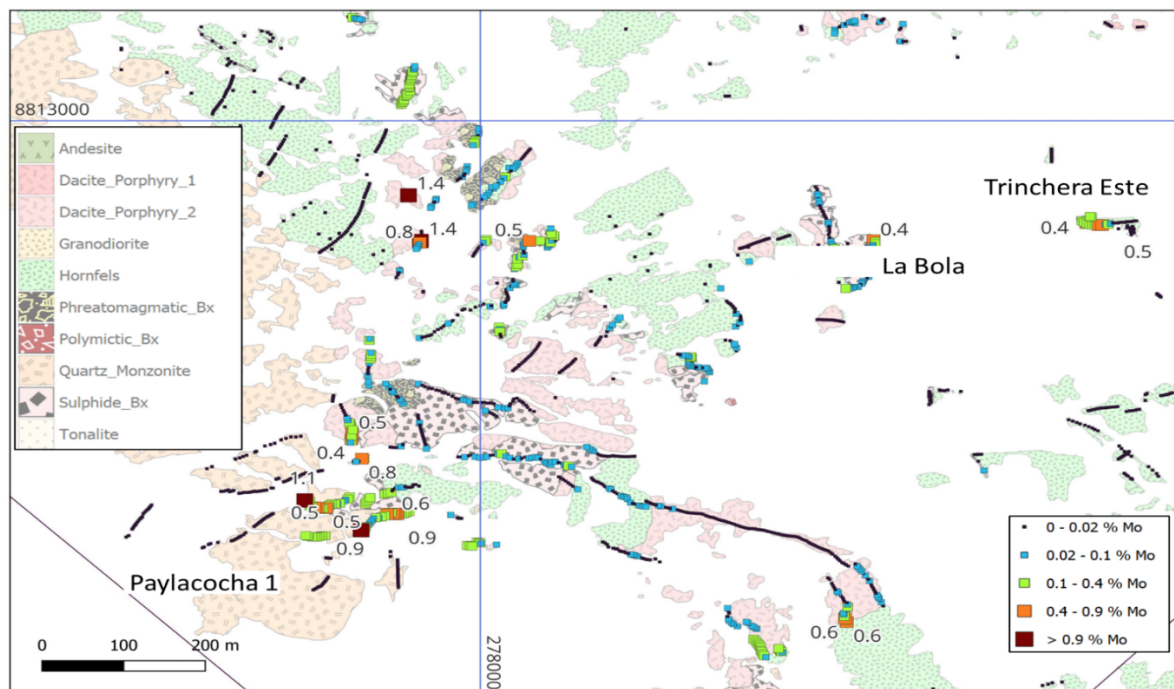 8813000
Andesite
Dacite_Porphyry_1
Dacite_Porphyry_2
Granodiorite
Hornfels
Phreatomagmatic_Bx
Polymictic_Bx
Quartz_Monzonite
Sulphide_Bx
Tonalite
1.4
0.8
1.4
0.5
Trinchera Este
0.4
0.5
0.4
La Bola
0.5
0.4
0.8
1.1
0.5
0.6
0.5
0.9
0.9
Paylacocha 1
0.6
0.6
0 100 200 m
278000
0 - 0.02 % Mo
0.02 - 0.1 % Mo
0.1 - 0.4 % Mo
0.4 - 0.9 % Mo
> 0.9 % Mo